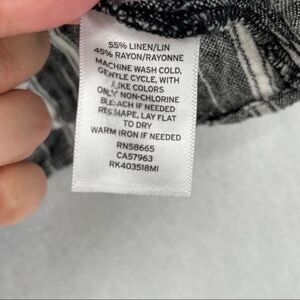 55% LINEN/LIN
45% RAYON/RAYONNE
MACHINE WASH COLD,
GENTLE CYCLE, WITH
LIKE COLORS
ONLY NON-CHLORINE
BLEACH IF NEEDED
RESHAPE, LAY FLAT
TO DRY
WARM IRON IF NEEDED
RN58665
CA57963
RK403518MI